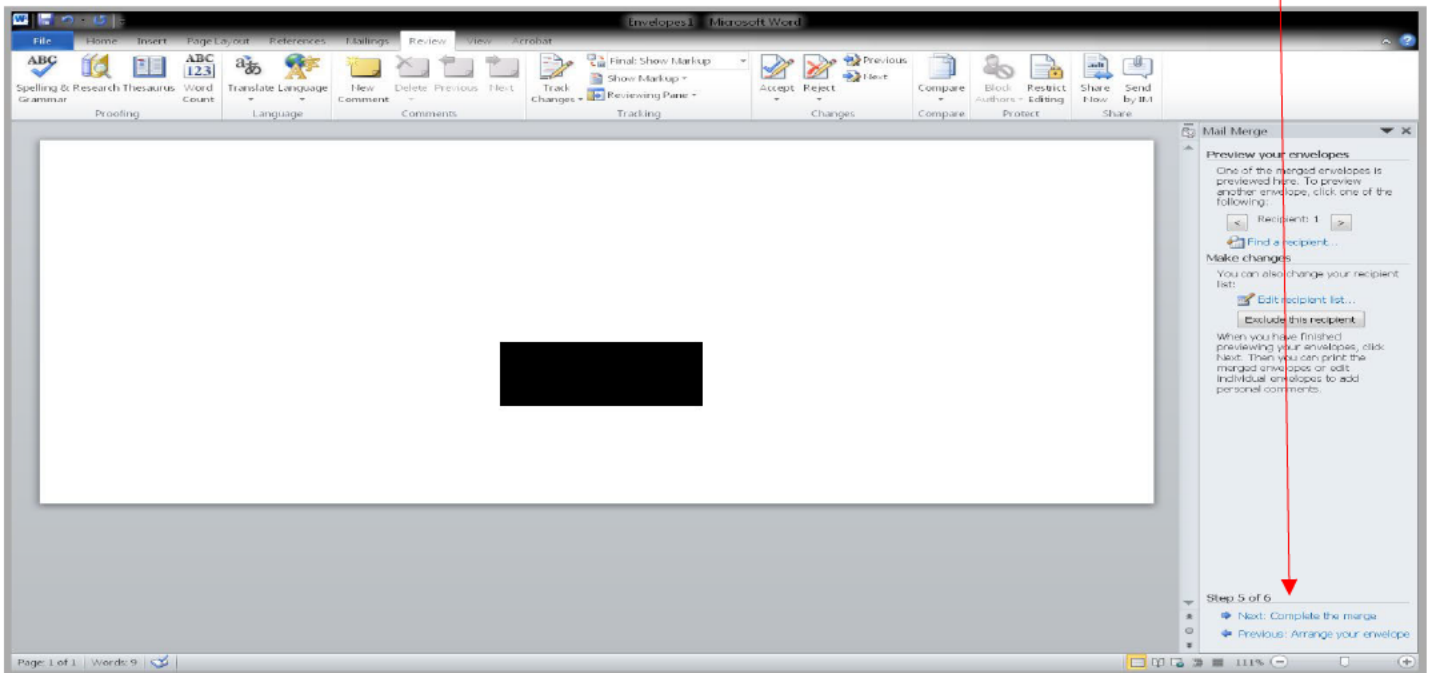 Envelopes1 Microsoft Word
File Home Insert Page Layout References Mailings Review View Acrobat
ABC ABC 123 Final: Show Markup Previous
Show Markup Next
Spelling & Grammar Research Thesaurus Word Count Translate Language New Comment Delete Previous Next Track Changes Reviewing Pane Accept Reject Compare Block Authors Restrict Editing Share Now Send by IM
Proofing Language Comments Tracking Changes Compare Protect Share
Mail Merge
Preview your envelopes
One of the merged envelopes is
previewed here. To preview
another envelope, click one of the
following:
< Recipient: 1 >
Find a recipient...
Make changes
You can also change your recipient
list:
Edit recipient list...
Exclude this recipient
When you have finished
previewing your envelopes, click
Next. Then you can print the
merged envelopes or edit
individual envelopes to add
personal comments.
Step 5 of 6
Next: Complete the merge
Previous: Arrange your envelope
Page: 1 of 1 Words: 9 111%